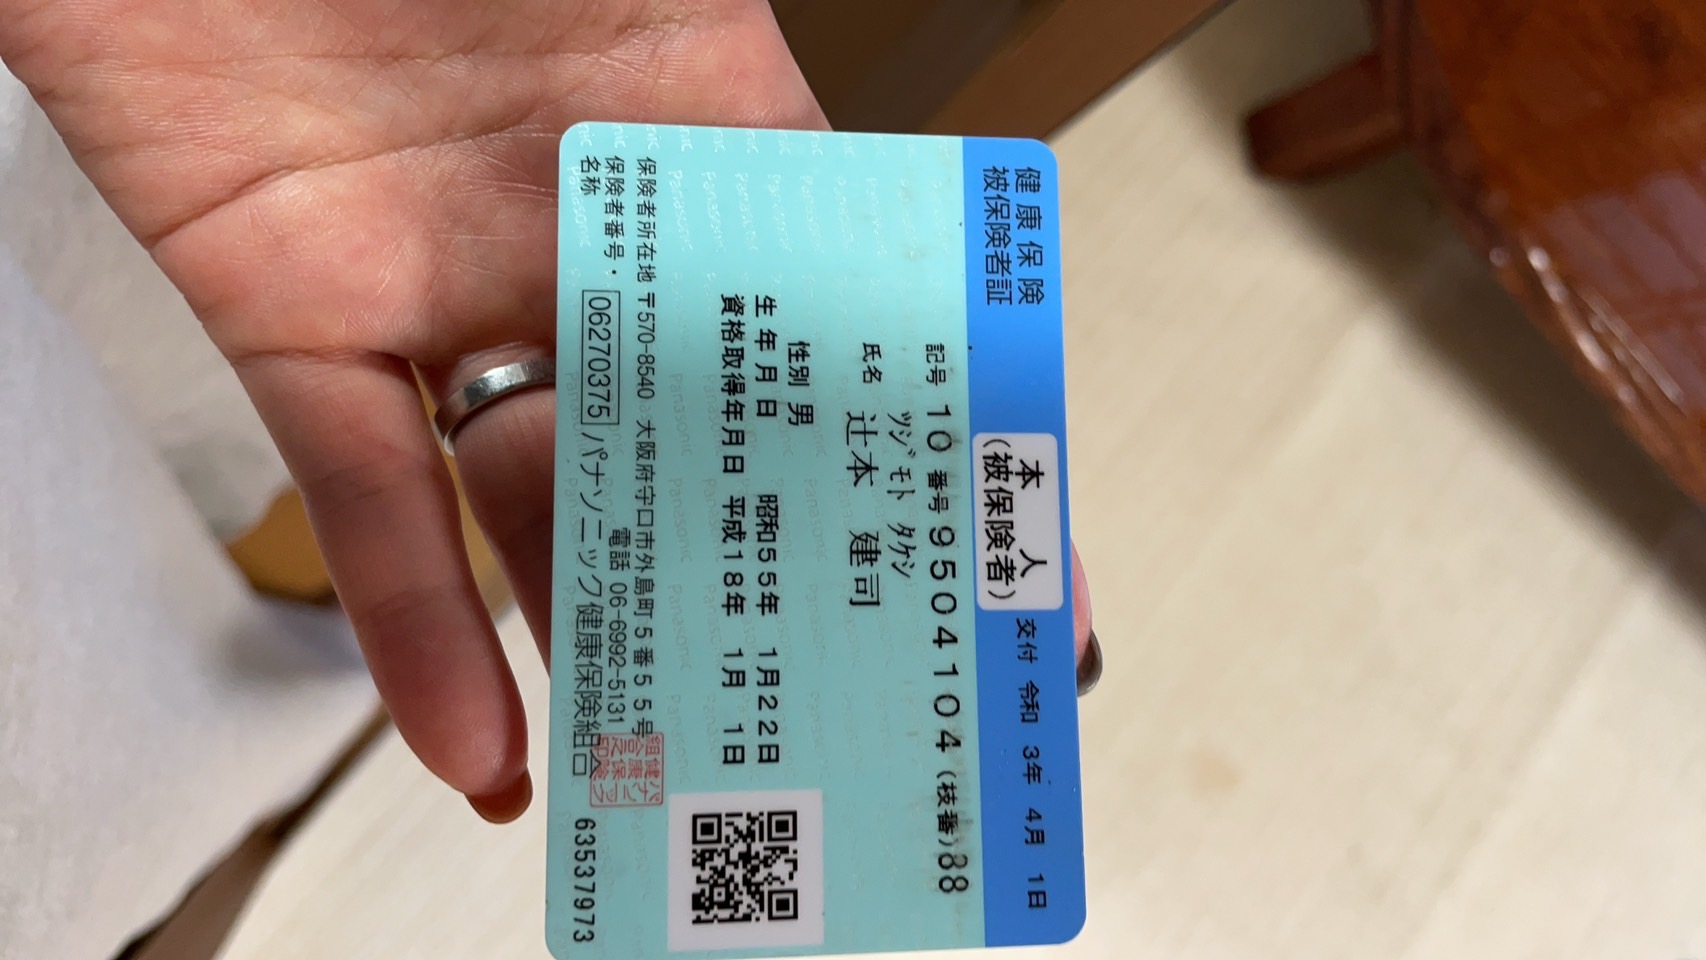 健康保険
被保険者証
本人
(被保険者)
交付 令和 3年 4月 1日
記号 10 番号 95041104 (枝番)88
ツジモト タケシ
氏名 辻本 建司
性別 男
生年月日 昭和55年 1月22日
資格取得年月日 平成18年 1月 1日
保険者所在地 〒570-8540 大阪府守口市外島町5番55号
電話 06-6992-5131
保険者番号・
名称
06270375 パナソニック健康保険組合
63537973
Panasonic